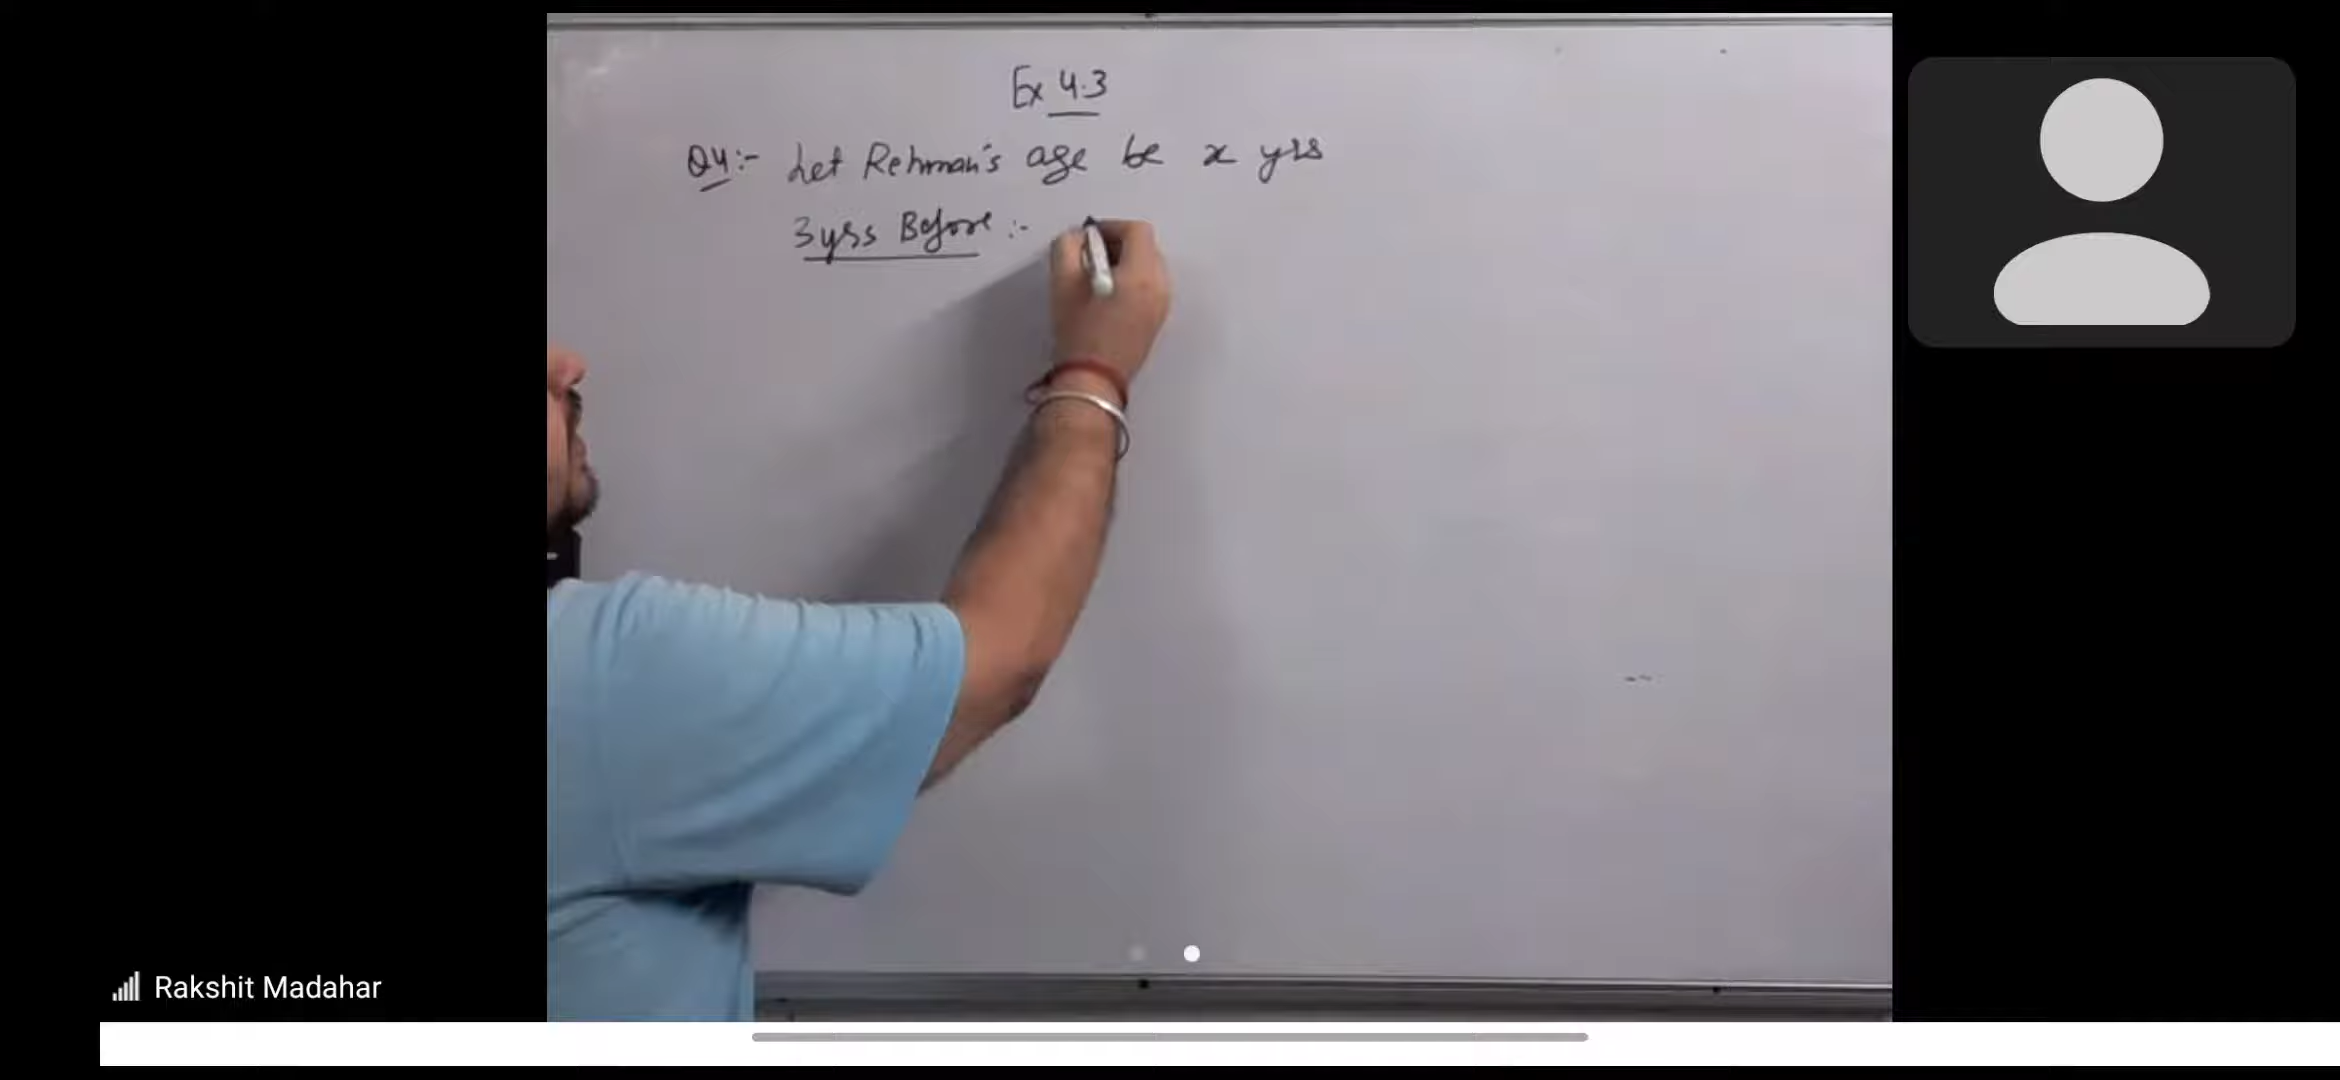 Ex 4.3
Q4:- Let Rehman's age be x yrs
3yrs Before :-
Rakshit Madahar